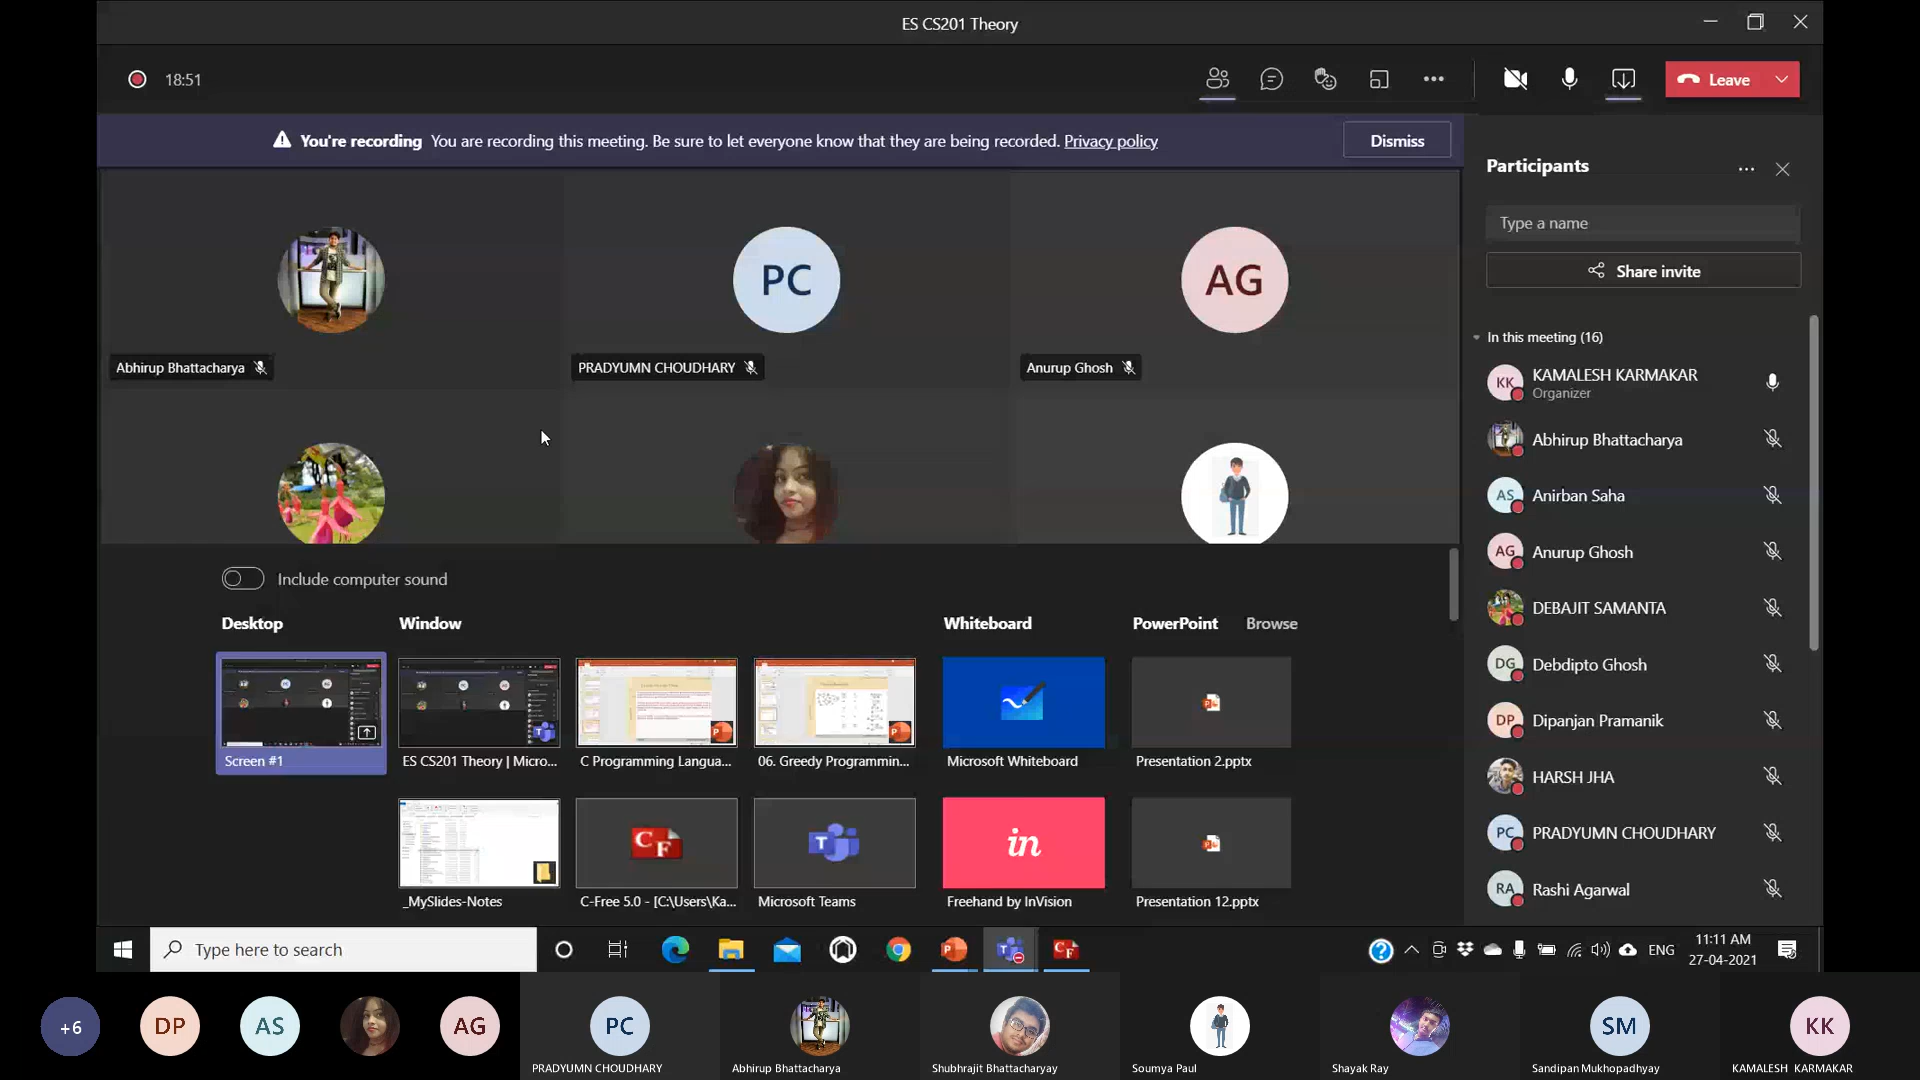 ES CS201 Theory
18:51
Leave
You're recording You are recording this meeting. Be sure to let everyone know that they are being recorded. Privacy policy
Dismiss
PC
AG
Abhirup Bhattacharya
PRADYUMN CHOUDHARY
Anurup Ghosh
Participants
Type a name
Share invite
In this meeting (16)
KK KAMALESH KARMAKAR
Organizer
Abhirup Bhattacharya
AS Anirban Saha
AG Anurup Ghosh
DEBAJIT SAMANTA
DG Debdipto Ghosh
DP Dipanjan Pramanik
HARSH JHA
PC PRADYUMN CHOUDHARY
RA Rashi Agarwal
Include computer sound
Desktop Window Whiteboard PowerPoint Browse
Screen #1
ES CS201 Theory | Micro...
C Programming Langua...
06. Greedy Programmin...
Microsoft Whiteboard
Presentation 2.pptx
CF
T
in
_MySlides-Notes
C-Free 5.0 - [C:\Users\Ka...
Microsoft Teams
Freehand by InVision
Presentation 12.pptx
Type here to search
ENG
11:11 AM
27-04-2021
+6 DP AS AG PC SM KK
PRADYUMN CHOUDHARY
Abhirup Bhattacharya
Shubhrajit Bhattacharyay
Soumya Paul
Shayak Ray
Sandipan Mukhopadhyay
KAMALESH KARMAKAR